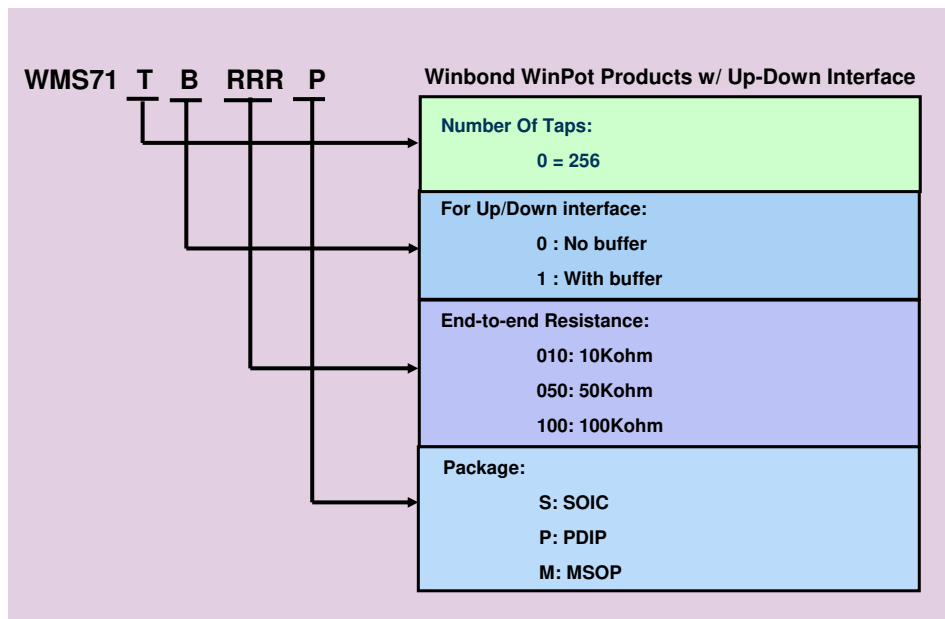 WMS71 T B RRR P
Winbond WinPot Products w/ Up-Down Interface
Number Of Taps:
0 = 256
For Up/Down interface:
0 : No buffer
1 : With buffer
End-to-end Resistance:
010: 10Kohm
050: 50Kohm
100: 100Kohm
Package:
S: SOIC
P: PDIP
M: MSOP